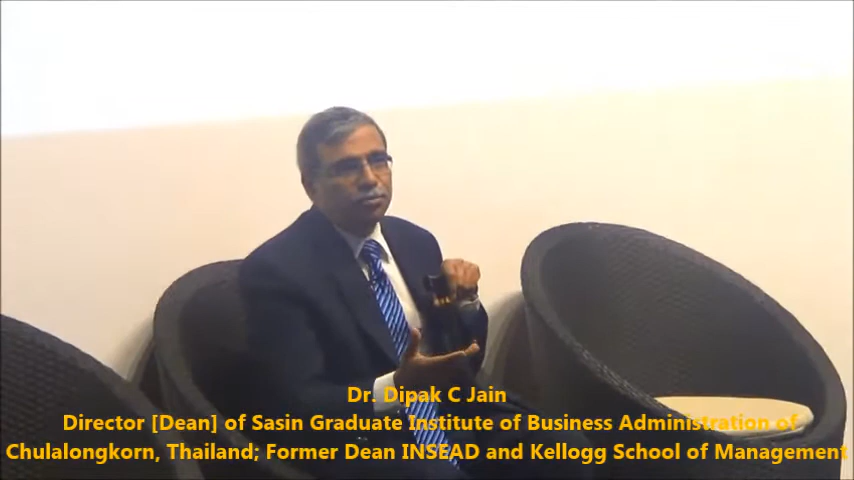 Dr. Dipak C Jain
Director [Dean] of Sasin Graduate Institute of Business Administration of
Chulalongkorn, Thailand; Former Dean INSEAD and Kellogg School of Management